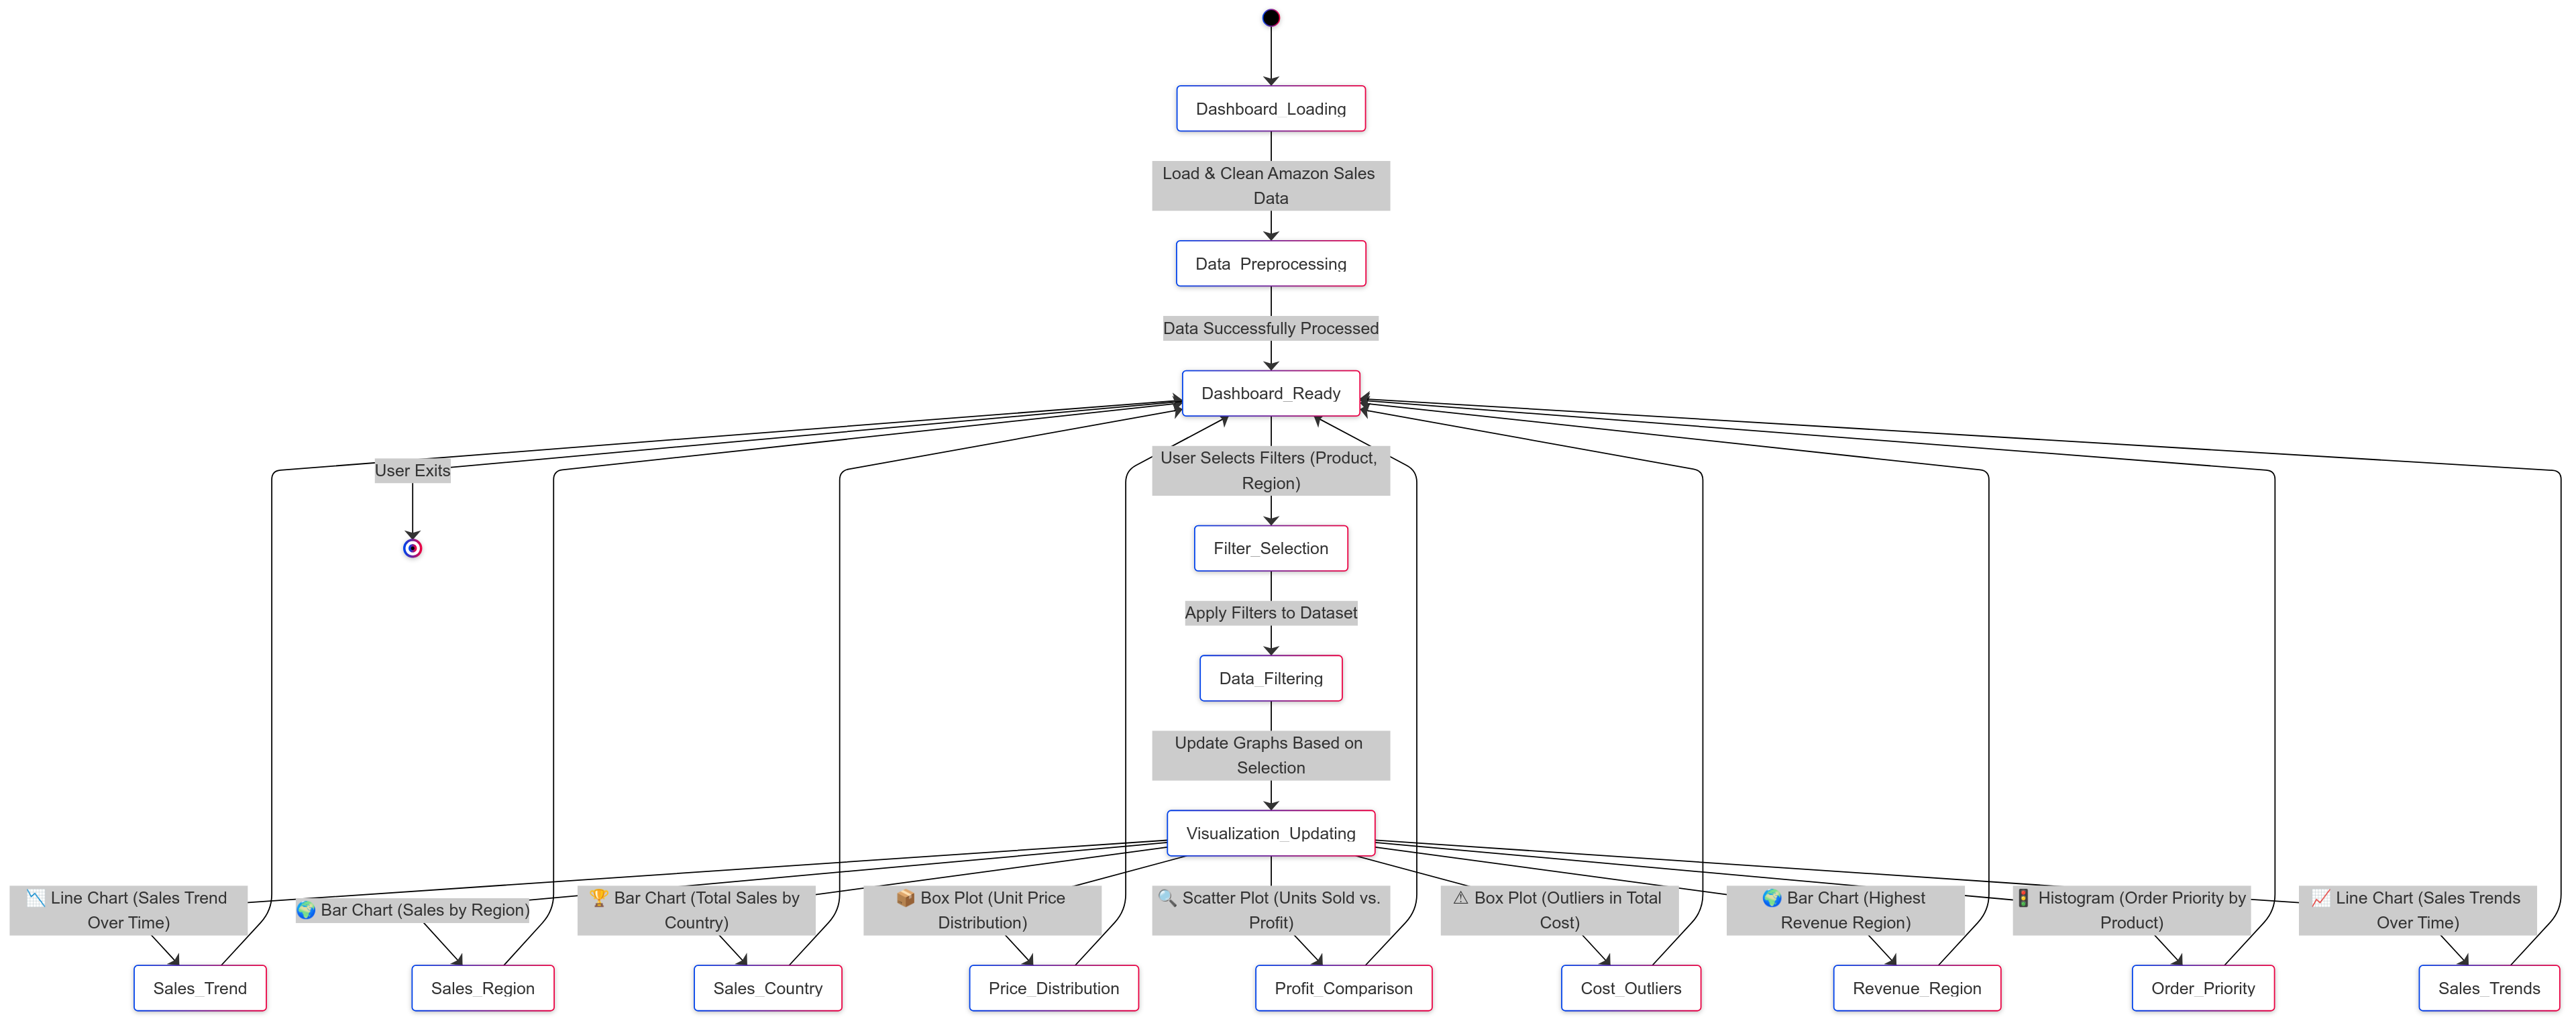 Dashboard_Loading
Load & Clean Amazon Sales
Data
Data_Preprocessing
Data Successfully Processed
Dashboard_Ready
User Exits
User Selects Filters (Product,
Region)
Filter_Selection
Apply Filters to Dataset
Data_Filtering
Update Graphs Based on
Selection
Visualization_Updating
📉 Line Chart (Sales Trend
Over Time)
🌍 Bar Chart (Sales by Region)
🏆 Bar Chart (Total Sales by
Country)
📦 Box Plot (Unit Price
Distribution)
🔍 Scatter Plot (Units Sold vs.
Profit)
⚠ Box Plot (Outliers in Total
Cost)
🌍 Bar Chart (Highest
Revenue Region)
🚦 Histogram (Order Priority by
Product)
📈 Line Chart (Sales Trends
Over Time)
Sales_Trend
Sales_Region
Sales_Country
Price_Distribution
Profit_Comparison
Cost_Outliers
Revenue_Region
Order_Priority
Sales_Trends